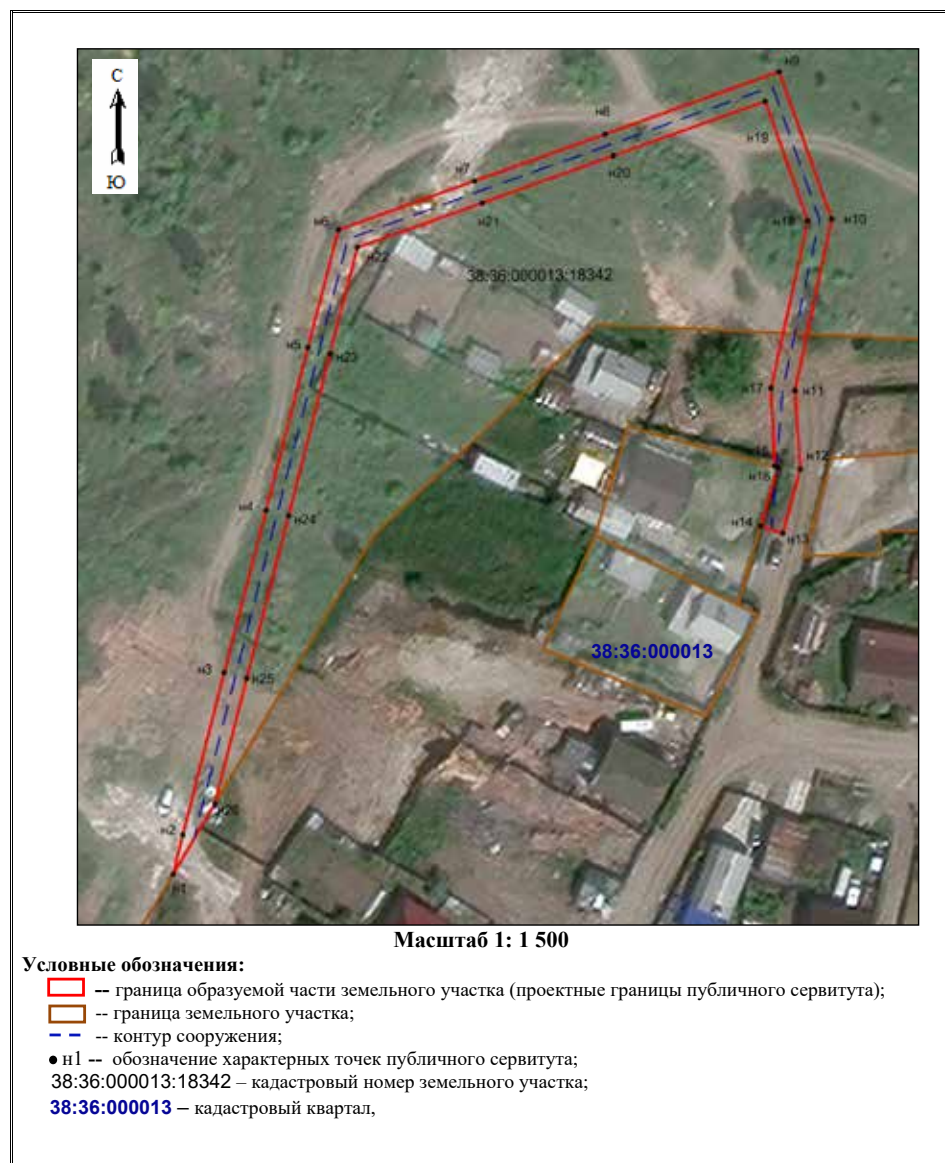 С
Ю
н9
н8
н19
н20
н7
н21
н18
н10
н6
н22
38:36:000013:18342
н5
н23
н17
н11
н12
н16
н4
н24
н14
н13
38:36:000013
н3
н25
н26
н2
н1
Масштаб 1: 1 500
Условные обозначения:
-- граница образуемой части земельного участка (проектные границы публичного сервитута);
-- граница земельного участка;
-- контур сооружения;
н1 -- обозначение характерных точек публичного сервитута;
38:36:000013:18342 – кадастровый номер земельного участка;
38:36:000013 – кадастровый квартал,